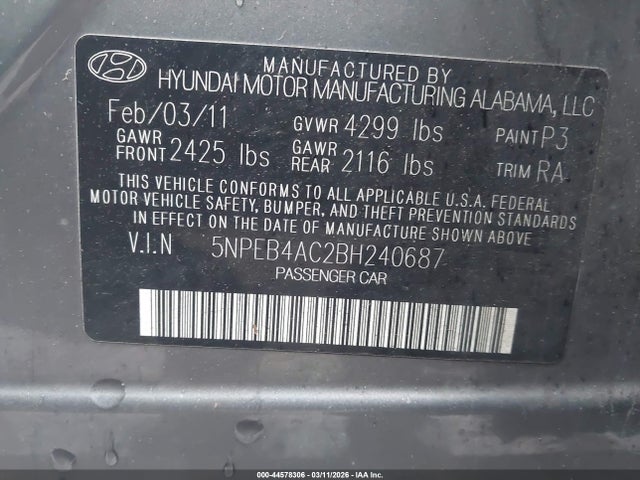 MANUFACTURED BY
HYUNDAI MOTOR MANUFACTURING ALABAMA, LLC
Feb/03/11 GVWR 4299 lbs PAINT P3
GAWR FRONT 2425 lbs GAWR REAR 2116 lbs TRIM RA
THIS VEHICLE CONFORMS TO ALL APPLICABLE U.S.A. FEDERAL
MOTOR VEHICLE SAFETY, BUMPER, AND THEFT PREVENTION STANDARDS
IN EFFECT ON THE DATE OF MANUFACTURE SHOWN ABOVE
V.I.N 5NPEB4AC2BH240687
PASSENGER CAR
000-44578306 - 03/11/2026 - IAAI, Inc.